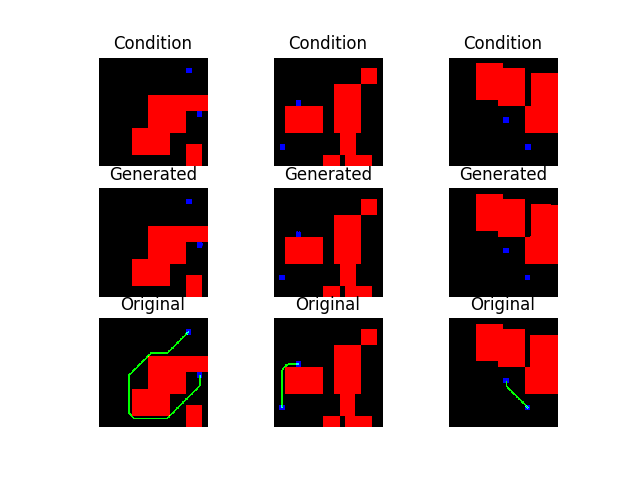 Condition Condition Condition
Generated Generated Generated
Original Original Original